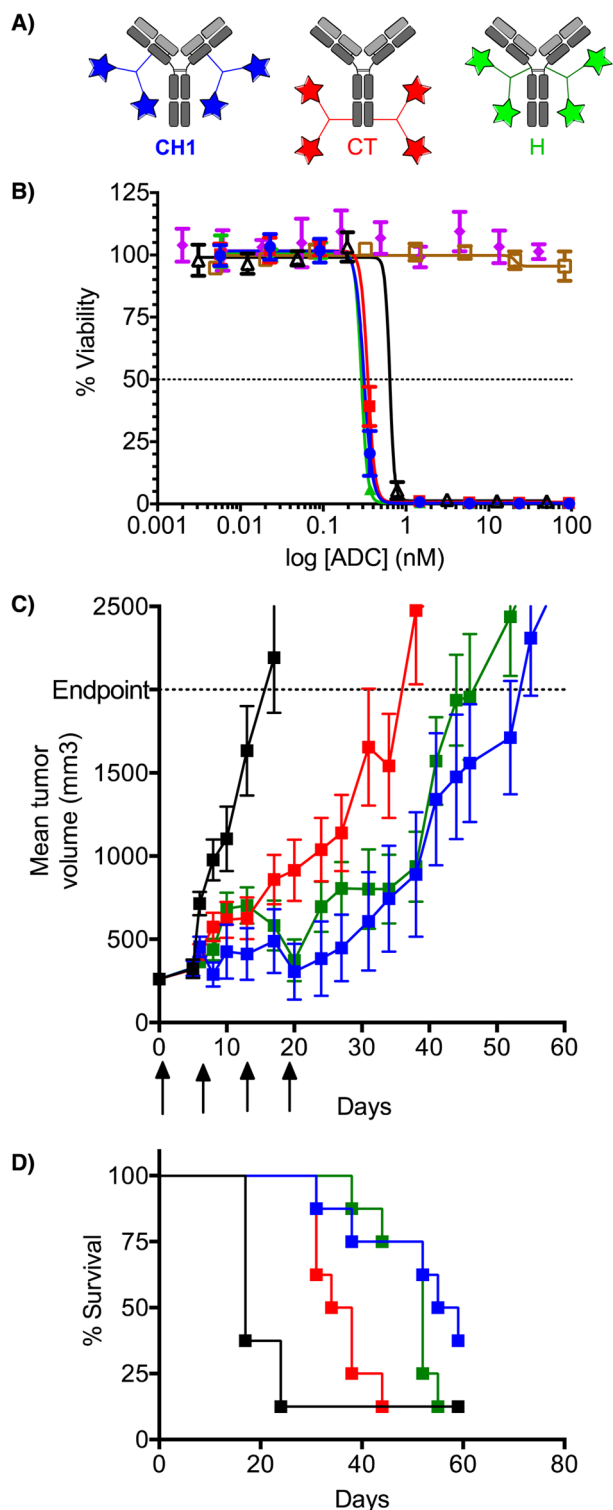 A)
CH1
CT
H
B)
125
100
75
50
25
0
% Viability
0.001
0.01
0.1
1
10
100
log [ADC] (nM)
C)
2500
Endpoint
1500
1000
500
0
Mean tumor
volume (mm3)
0
10
20
30
40
50
60
Days
D)
100
75
50
25
0
% Survival
0
20
40
60
80
Days